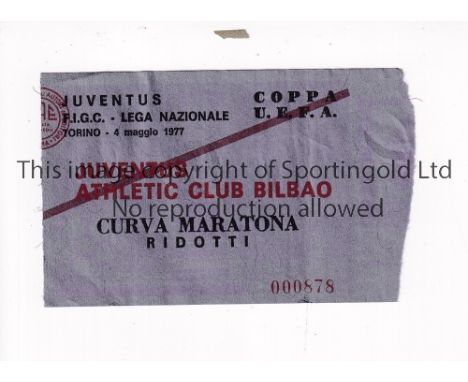 JUVENTUS COPPA
F.I.G.C. - LEGA NAZIONALE U. E. F. A.
TORINO - 4 maggio 1977
JUVENTUS
This image copyright of Sportingold Ltd
ATHLETIC CLUB BILBAO
No reproduction allowed
CURVA MARATONA
RIDOTTI
000878